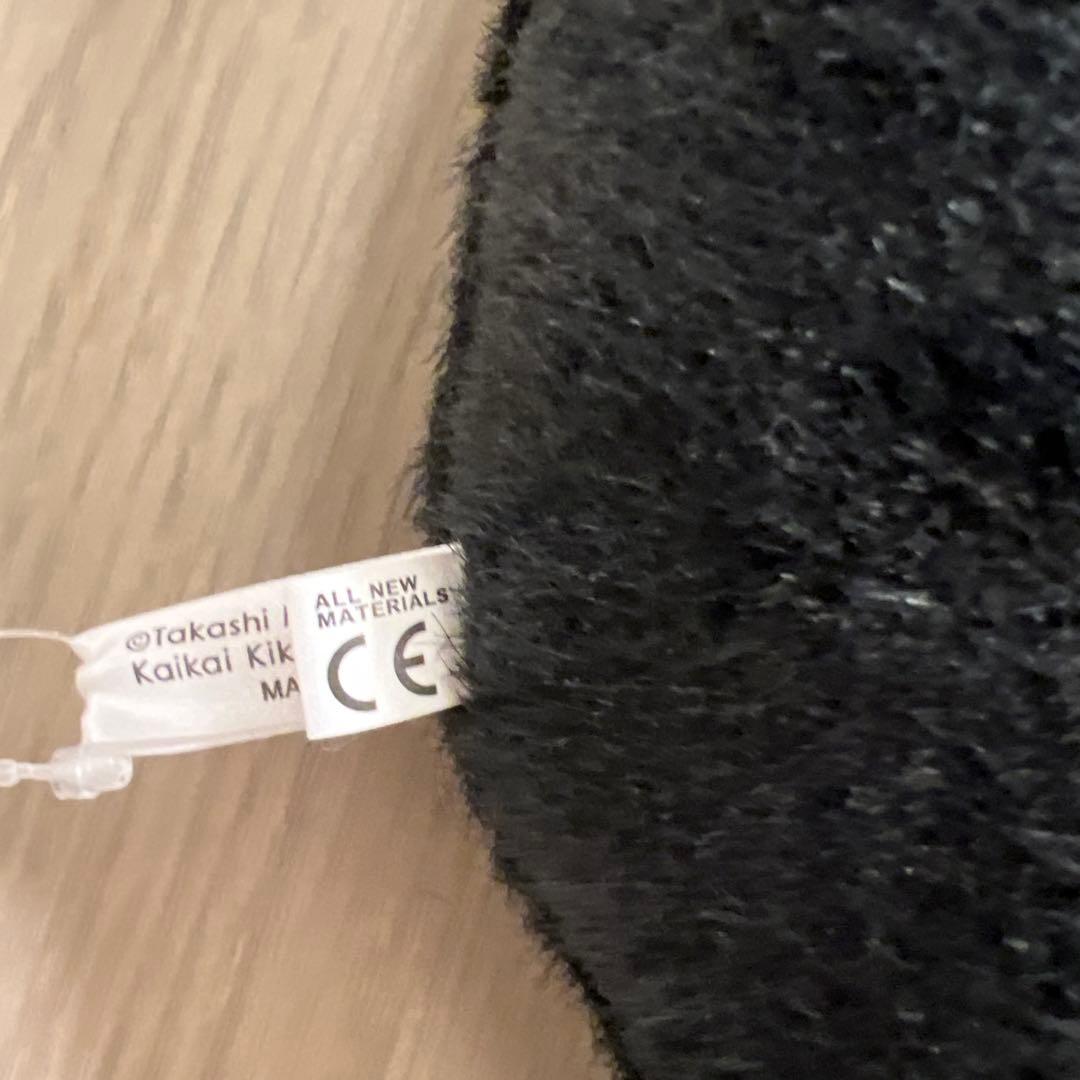 ©Takashi
Kaikai Kik
MA
ALL NEW
MATERIALS
CE